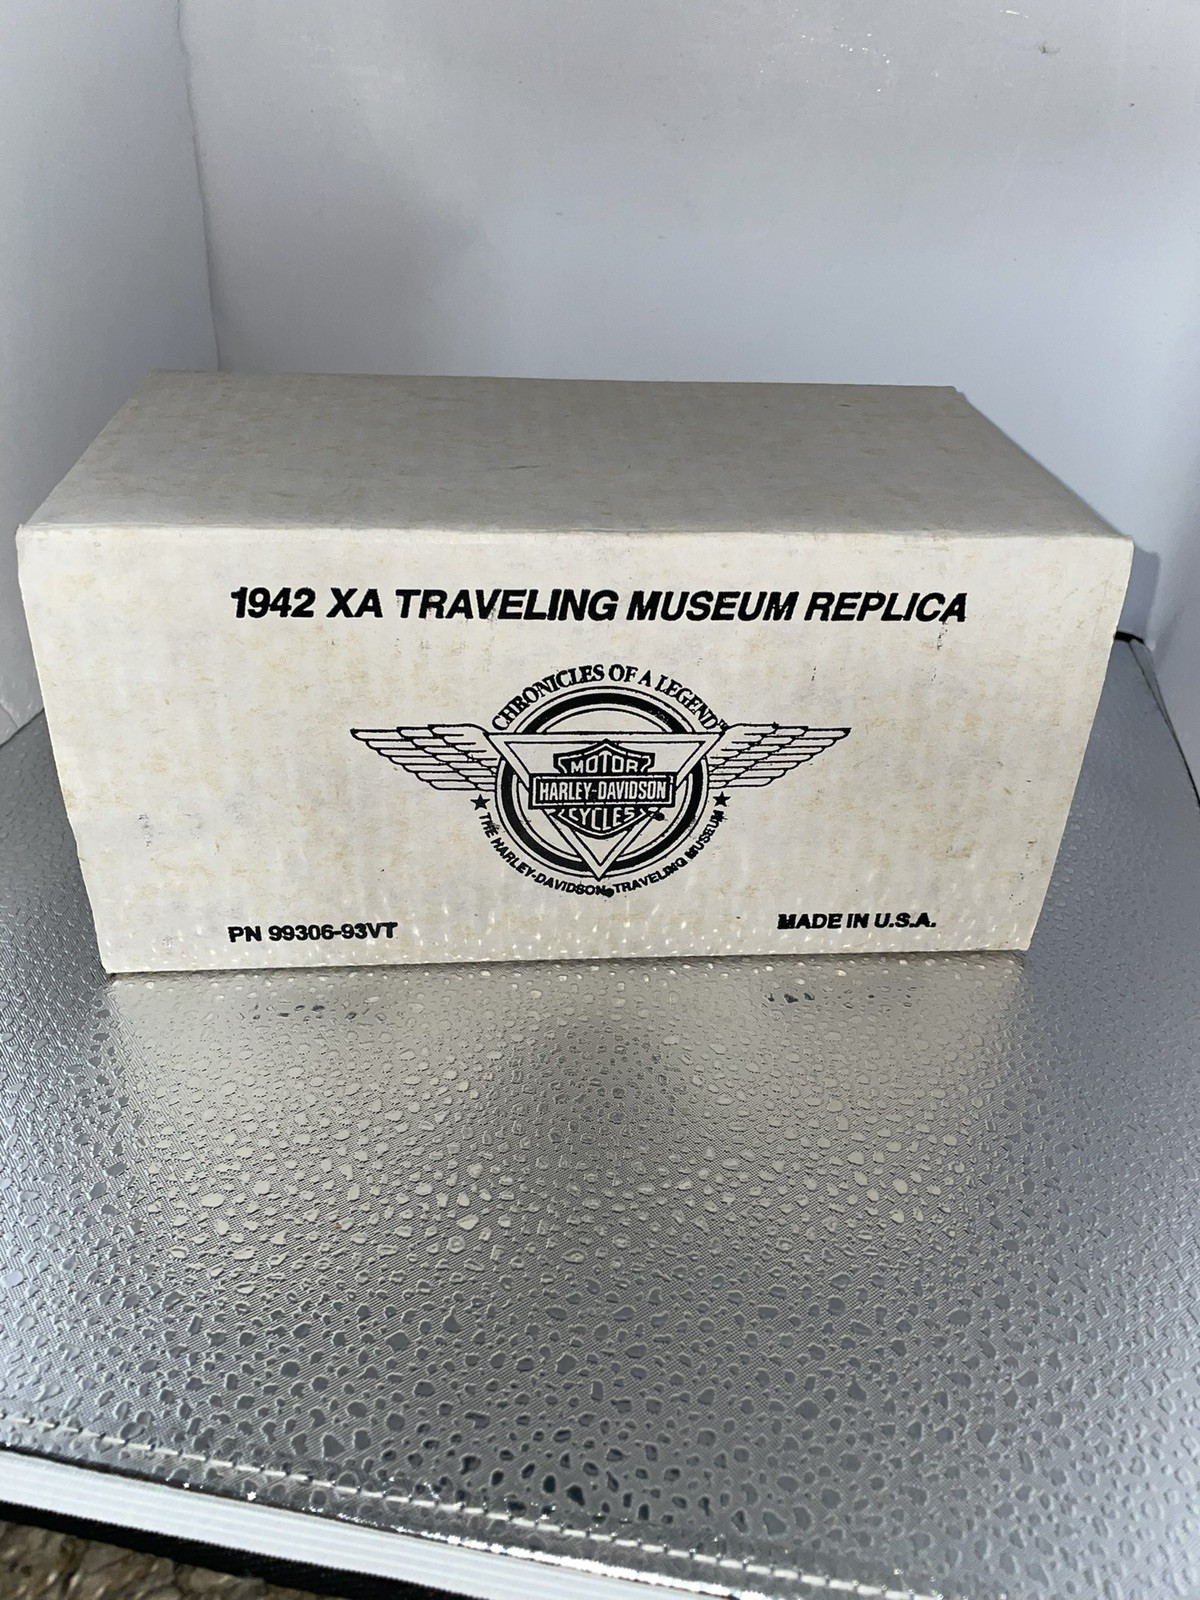 1942 XA TRAVELING MUSEUM REPLICA
CHRONICLES OF A LEGEND™
MOTOR
HARLEY-DAVIDSON
CYCLES
★ THE HARLEY-DAVIDSON® TRAVELING MUSEUM ★
PN 99306-93VT
MADE IN U.S.A.